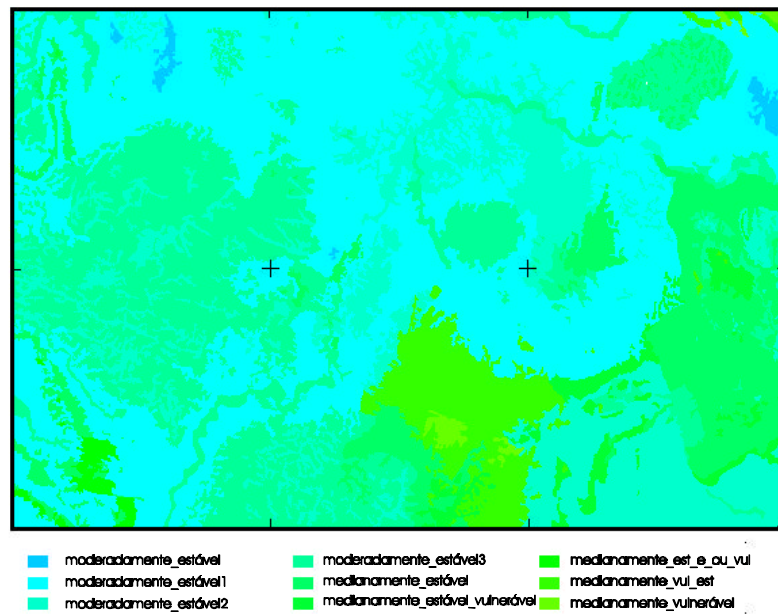 moderadamente_estável
moderadamente_estável1
moderadamente_estável2
moderadamente_estável3
medianamente_estável
medianamente_estável_vulnerável
medianamente_est_e_ou_vul
medianamente_vul_est
medianamente_vulnerável